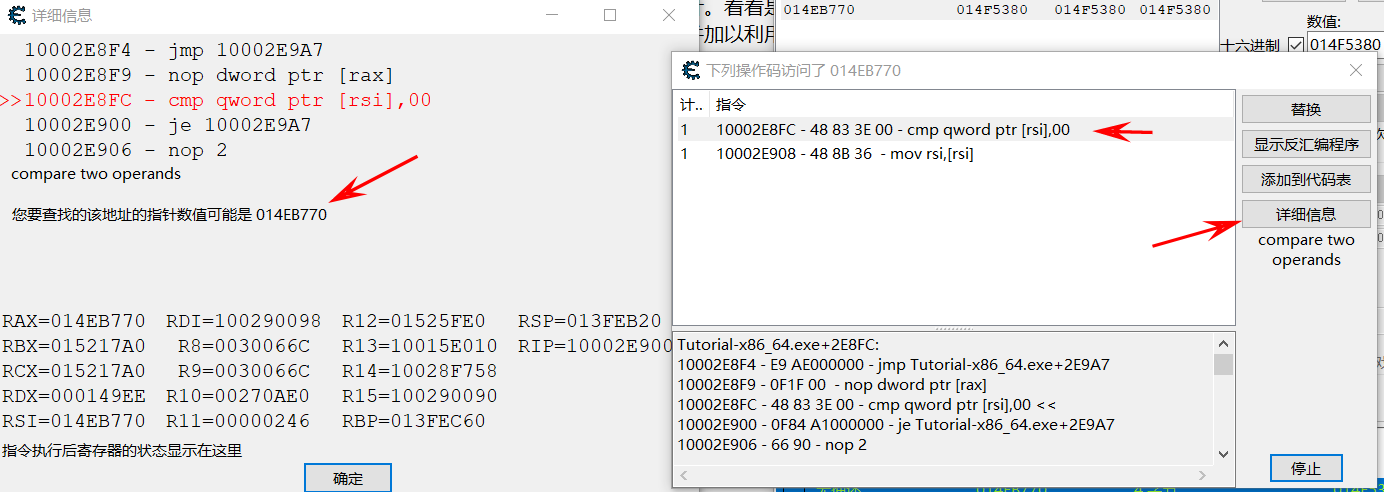 详细信息
10002E8F4 - jmp 10002E9A7
10002E8F9 - nop dword ptr [rax]
>>10002E8FC - cmp qword ptr [rsi],00
10002E900 - je 10002E9A7
10002E906 - nop 2
compare two operands
您要查找的该地址的指针数值可能是 014EB770
RAX=014EB770 RDI=100290098 R12=01525FE0 RSP=013FEB20
RBX=015217A0 R8=0030066C R13=10015E010 RIP=10002E900
RCX=015217A0 R9=0030066C R14=10028F758
RDX=000149EE R10=00270AE0 R15=100290090
RSI=014EB770 R11=00000246 RBP=013FEC60
指令执行后寄存器的状态显示在这里
确定
。看看是
加以利用
014EB770 014F5380 014F5380 014F5380
数值:
十六进制 014F5380
下列操作码访问了 014EB770
计.. 指令
1 10002E8FC - 48 83 3E 00 - cmp qword ptr [rsi],00
1 10002E908 - 48 8B 36 - mov rsi,[rsi]
替换
显示反汇编程序
添加到代码表
详细信息
compare two
operands
Tutorial-x86_64.exe+2E8FC:
10002E8F4 - E9 AE000000 - jmp Tutorial-x86_64.exe+2E9A7
10002E8F9 - 0F1F 00 - nop dword ptr [rax]
10002E8FC - 48 83 3E 00 - cmp qword ptr [rsi],00 <<
10002E900 - 0F84 A1000000 - je Tutorial-x86_64.exe+2E9A7
10002E906 - 66 90 - nop 2
停止